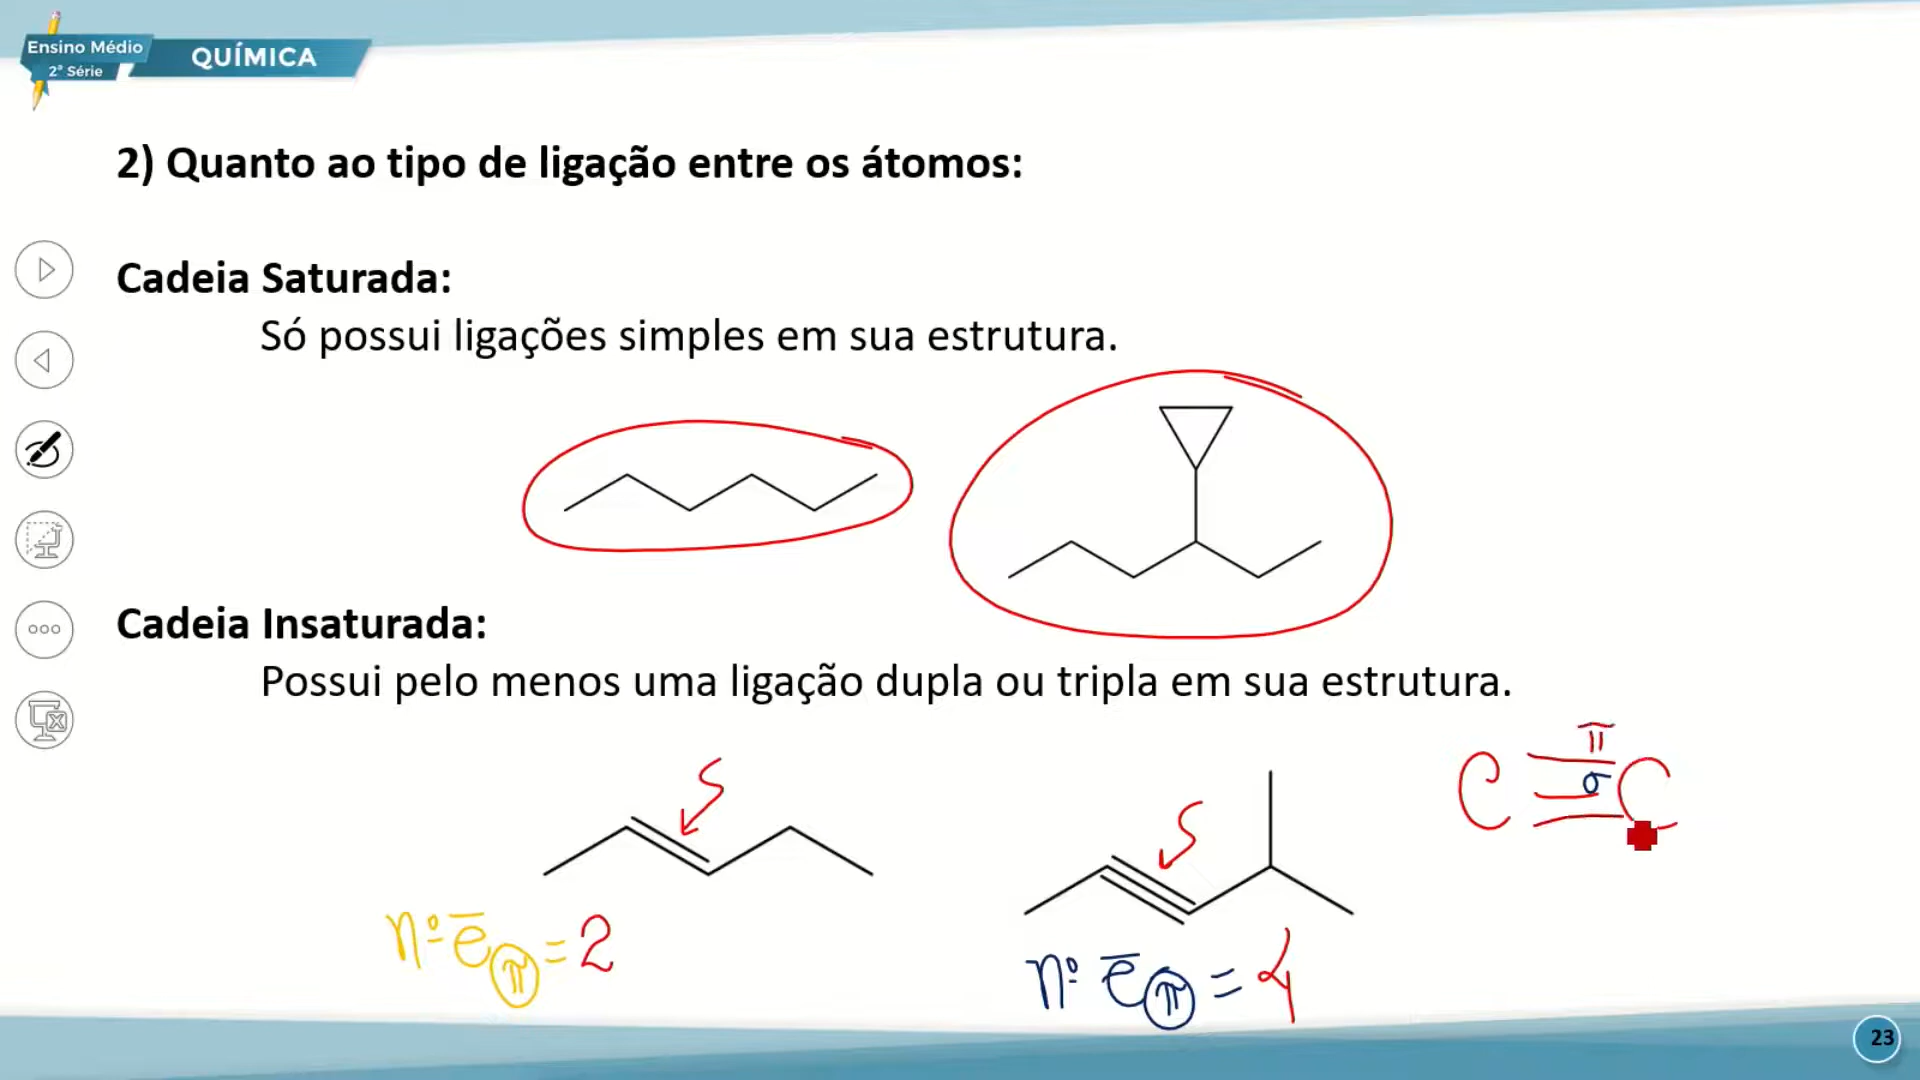 Ensino Médio
2ª Série
QUÍMICA
2) Quanto ao tipo de ligação entre os átomos:
Cadeia Saturada:
Só possui ligações simples em sua estrutura.
Cadeia Insaturada:
Possui pelo menos uma ligação dupla ou tripla em sua estrutura.
π
C ≡ C
σ
nº ē π = 2
nº ē π = 4
23